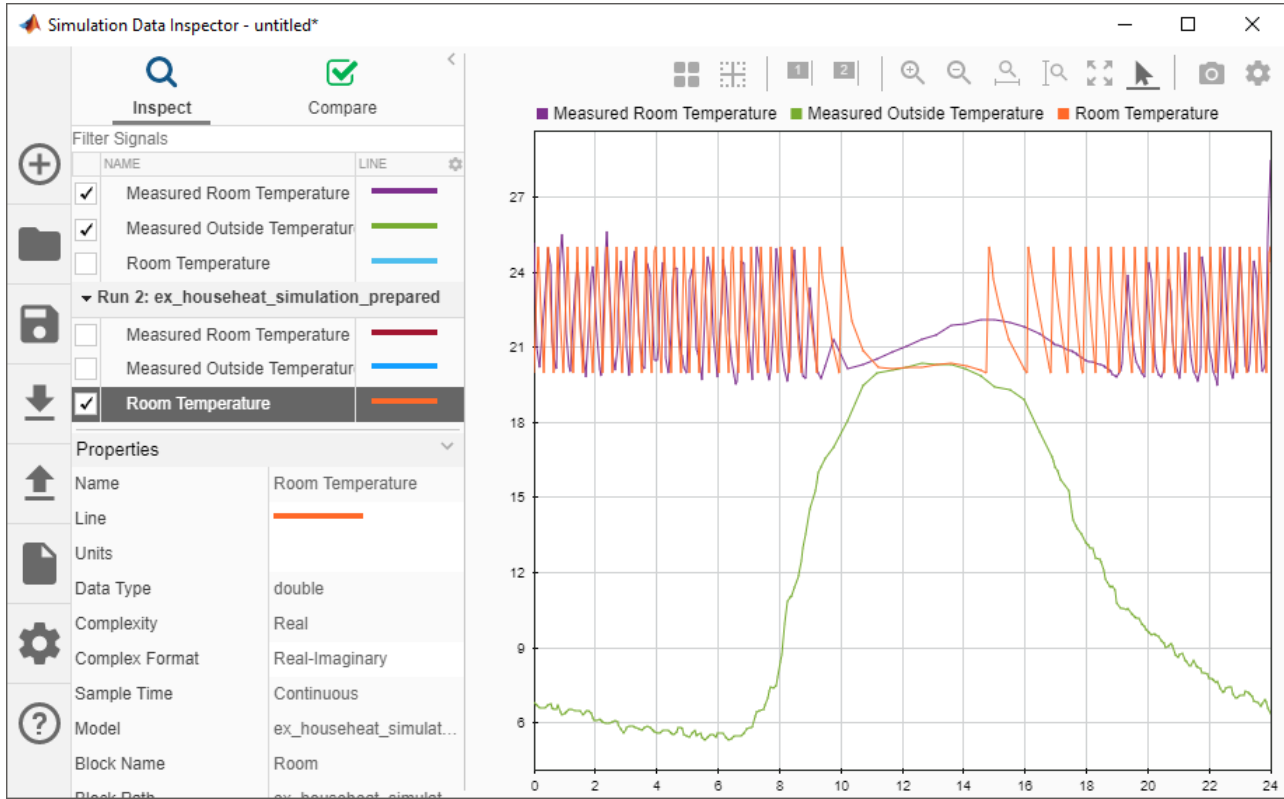 Simulation Data Inspector - untitled*
Inspect
Compare
Filter Signals
NAME LINE
Measured Room Temperature
Measured Outside Temperatur
Room Temperature
Run 2: ex_househeat_simulation_prepared
Measured Room Temperature
Measured Outside Temperatur
Room Temperature
Properties
Name Room Temperature
Line
Units
Data Type double
Complexity Real
Complex Format Real-Imaginary
Sample Time Continuous
Model ex_househeat_simulat...
Block Name Room
Block Path ex_househeat_simulat
1 2
Measured Room Temperature Measured Outside Temperature Room Temperature
27
24
21
18
15
12
9
6
0 2 4 6 8 10 12 14 16 18 20 22 24